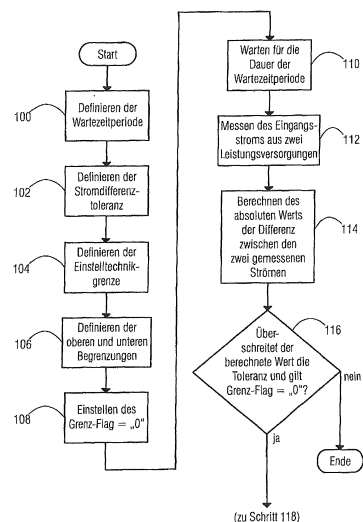 Start
100
Definieren der
Wartezeitperiode
102
Definieren der
Stromdifferenz-
toleranz
104
Definieren der
Einstelltechnik-
grenze
106
Definieren der
oberen und unteren
Begrenzungen
108
Einstellen des
Grenz-Flag = „0“
Warten für die
Dauer der
Wartezeitperiode
110
Messen des Eingangs-
stroms aus zwei
Leistungsversorgungen
112
Berechnen des
absoluten Werts
der Differenz
zwischen den
zwei gemessenen
Strömen
114
116
Über-
schreitet der
berechnete Wert die
Toleranz und gilt
Grenz-Flag = „0“?
nein
ja
Ende
(zu Schritt 118)